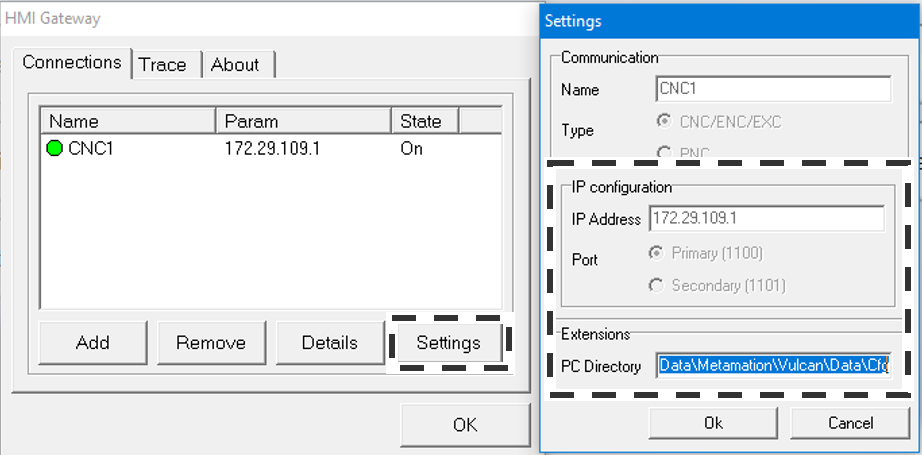 HMI Gateway
Connections Trace About
Name Param State
CNC1 172.29.109.1 On
Add Remove Details Settings
OK
Settings
Communication
Name CNC1
Type CNC/ENC/EXC
PNC
IP configuration
IP Address 172.29.109.1
Port Primary (1100)
Secondary (1101)
Extensions
PC Directory Data\Metamation\Vulcan\Data\Cfg
Ok Cancel